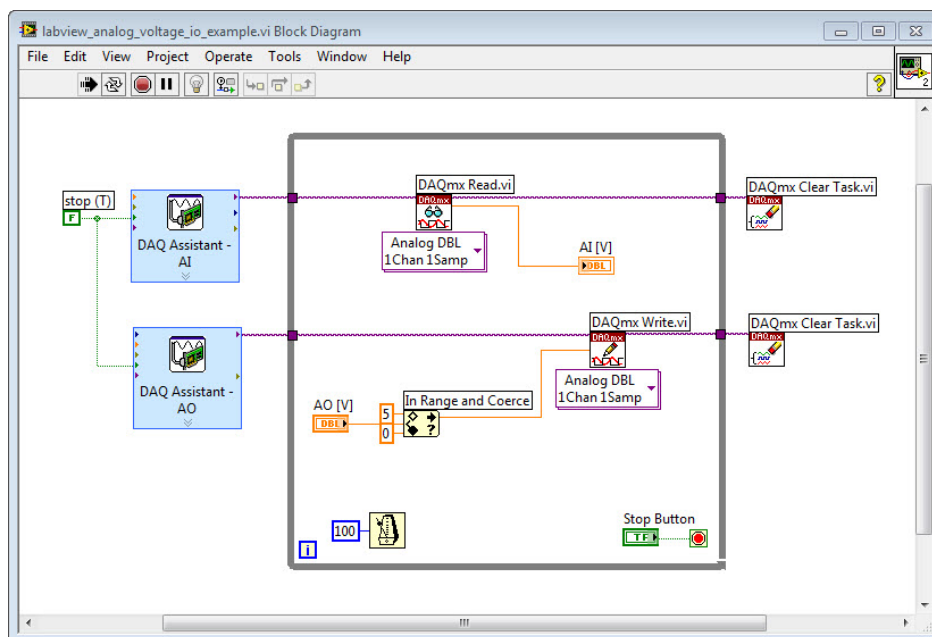 labview_analog_voltage_io_example.vi Block Diagram
File Edit View Project Operate Tools Window Help
?
2
stop (T)
F
DAQ Assistant -
AI
DAQmx Read.vi
DAQmx
Analog DBL
1Chan 1Samp
AI [V]
DBL
DAQmx Clear Task.vi
DAQmx
DAQ Assistant -
AO
DAQmx Write.vi
DAQmx
Analog DBL
1Chan 1Samp
DAQmx Clear Task.vi
DAQmx
AO [V]
DBL
5
0
In Range and Coerce
?
100
i
Stop Button
TF